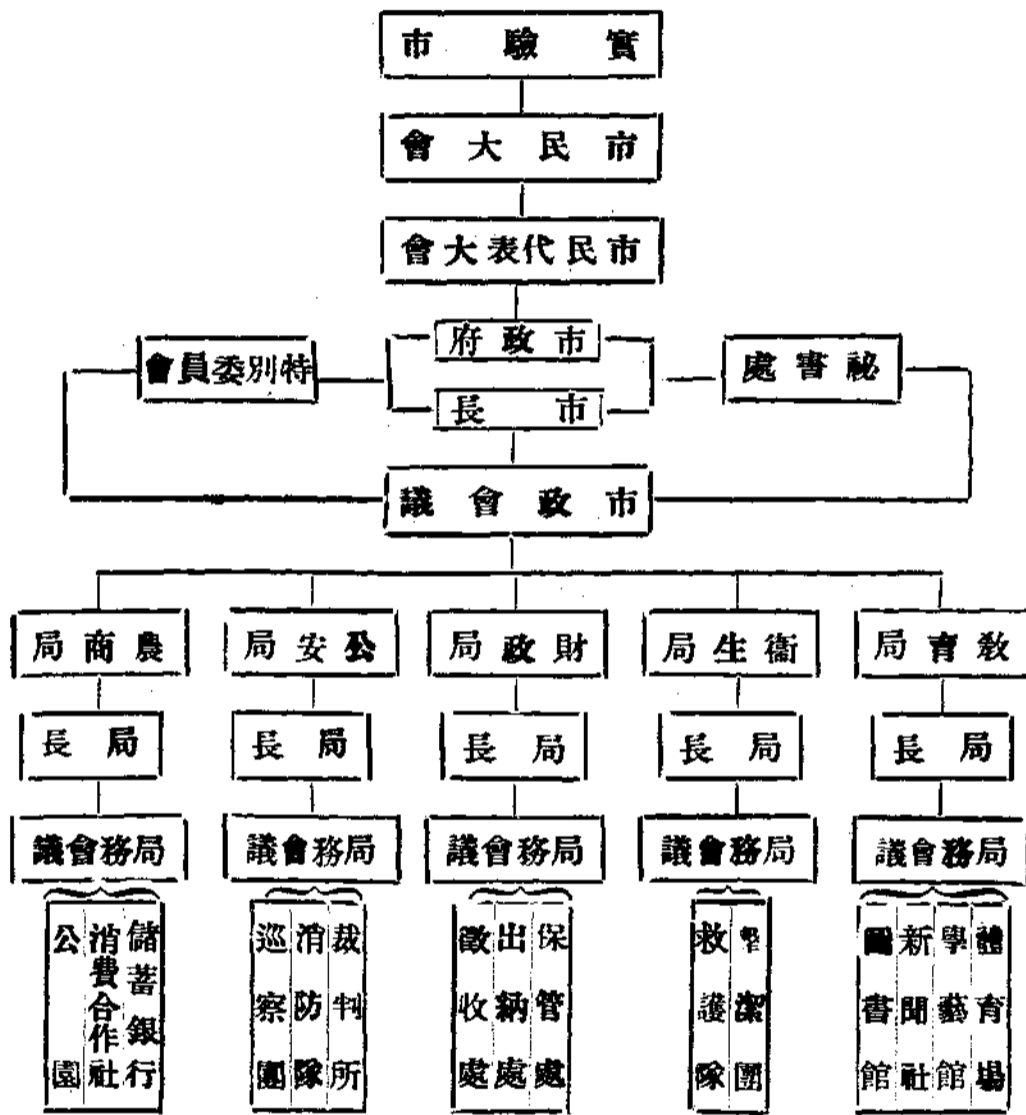 實驗市
市民大會
市民代表大會
市政府
市長
祕書處
特別委員會
市政會議
教育局
衛生局
財政局
公安局
農商局
局長
局長
局長
局長
局長
局務會議
局務會議
局務會議
局務會議
局務會議
體育場
學藝館
新聞社
圖書館
整潔團
救護隊
保管處
出納處
徵收處
裁判所
消防隊
巡察團
儲蓄銀行
消費合作社
公園